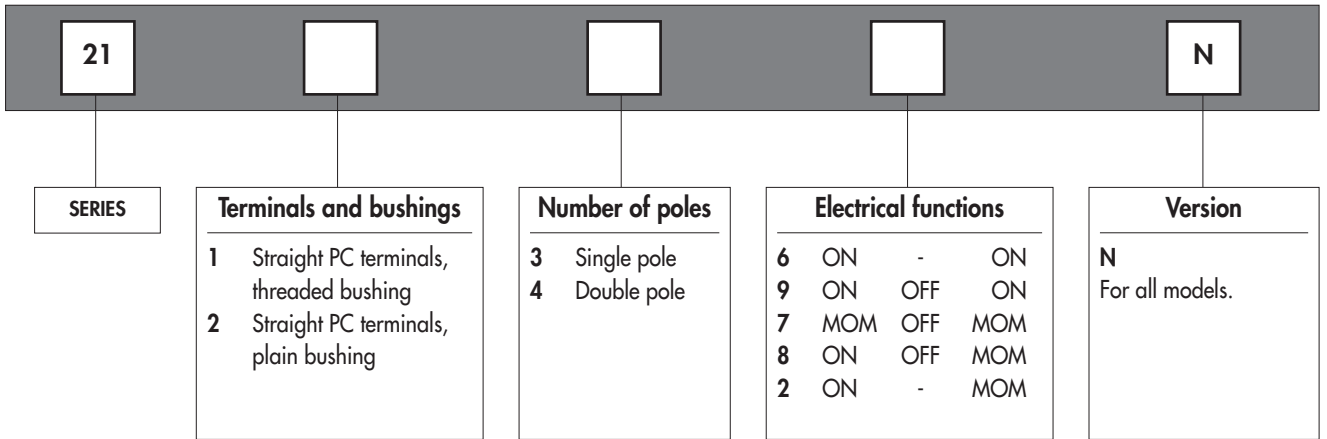 21 N
SERIES
Terminals and bushings
1 Straight PC terminals,
threaded bushing
2 Straight PC terminals,
plain bushing
Number of poles
3 Single pole
4 Double pole
Electrical functions
6 ON - ON
9 ON OFF ON
7 MOM OFF MOM
8 ON OFF MOM
2 ON - MOM
Version
N
For all models.